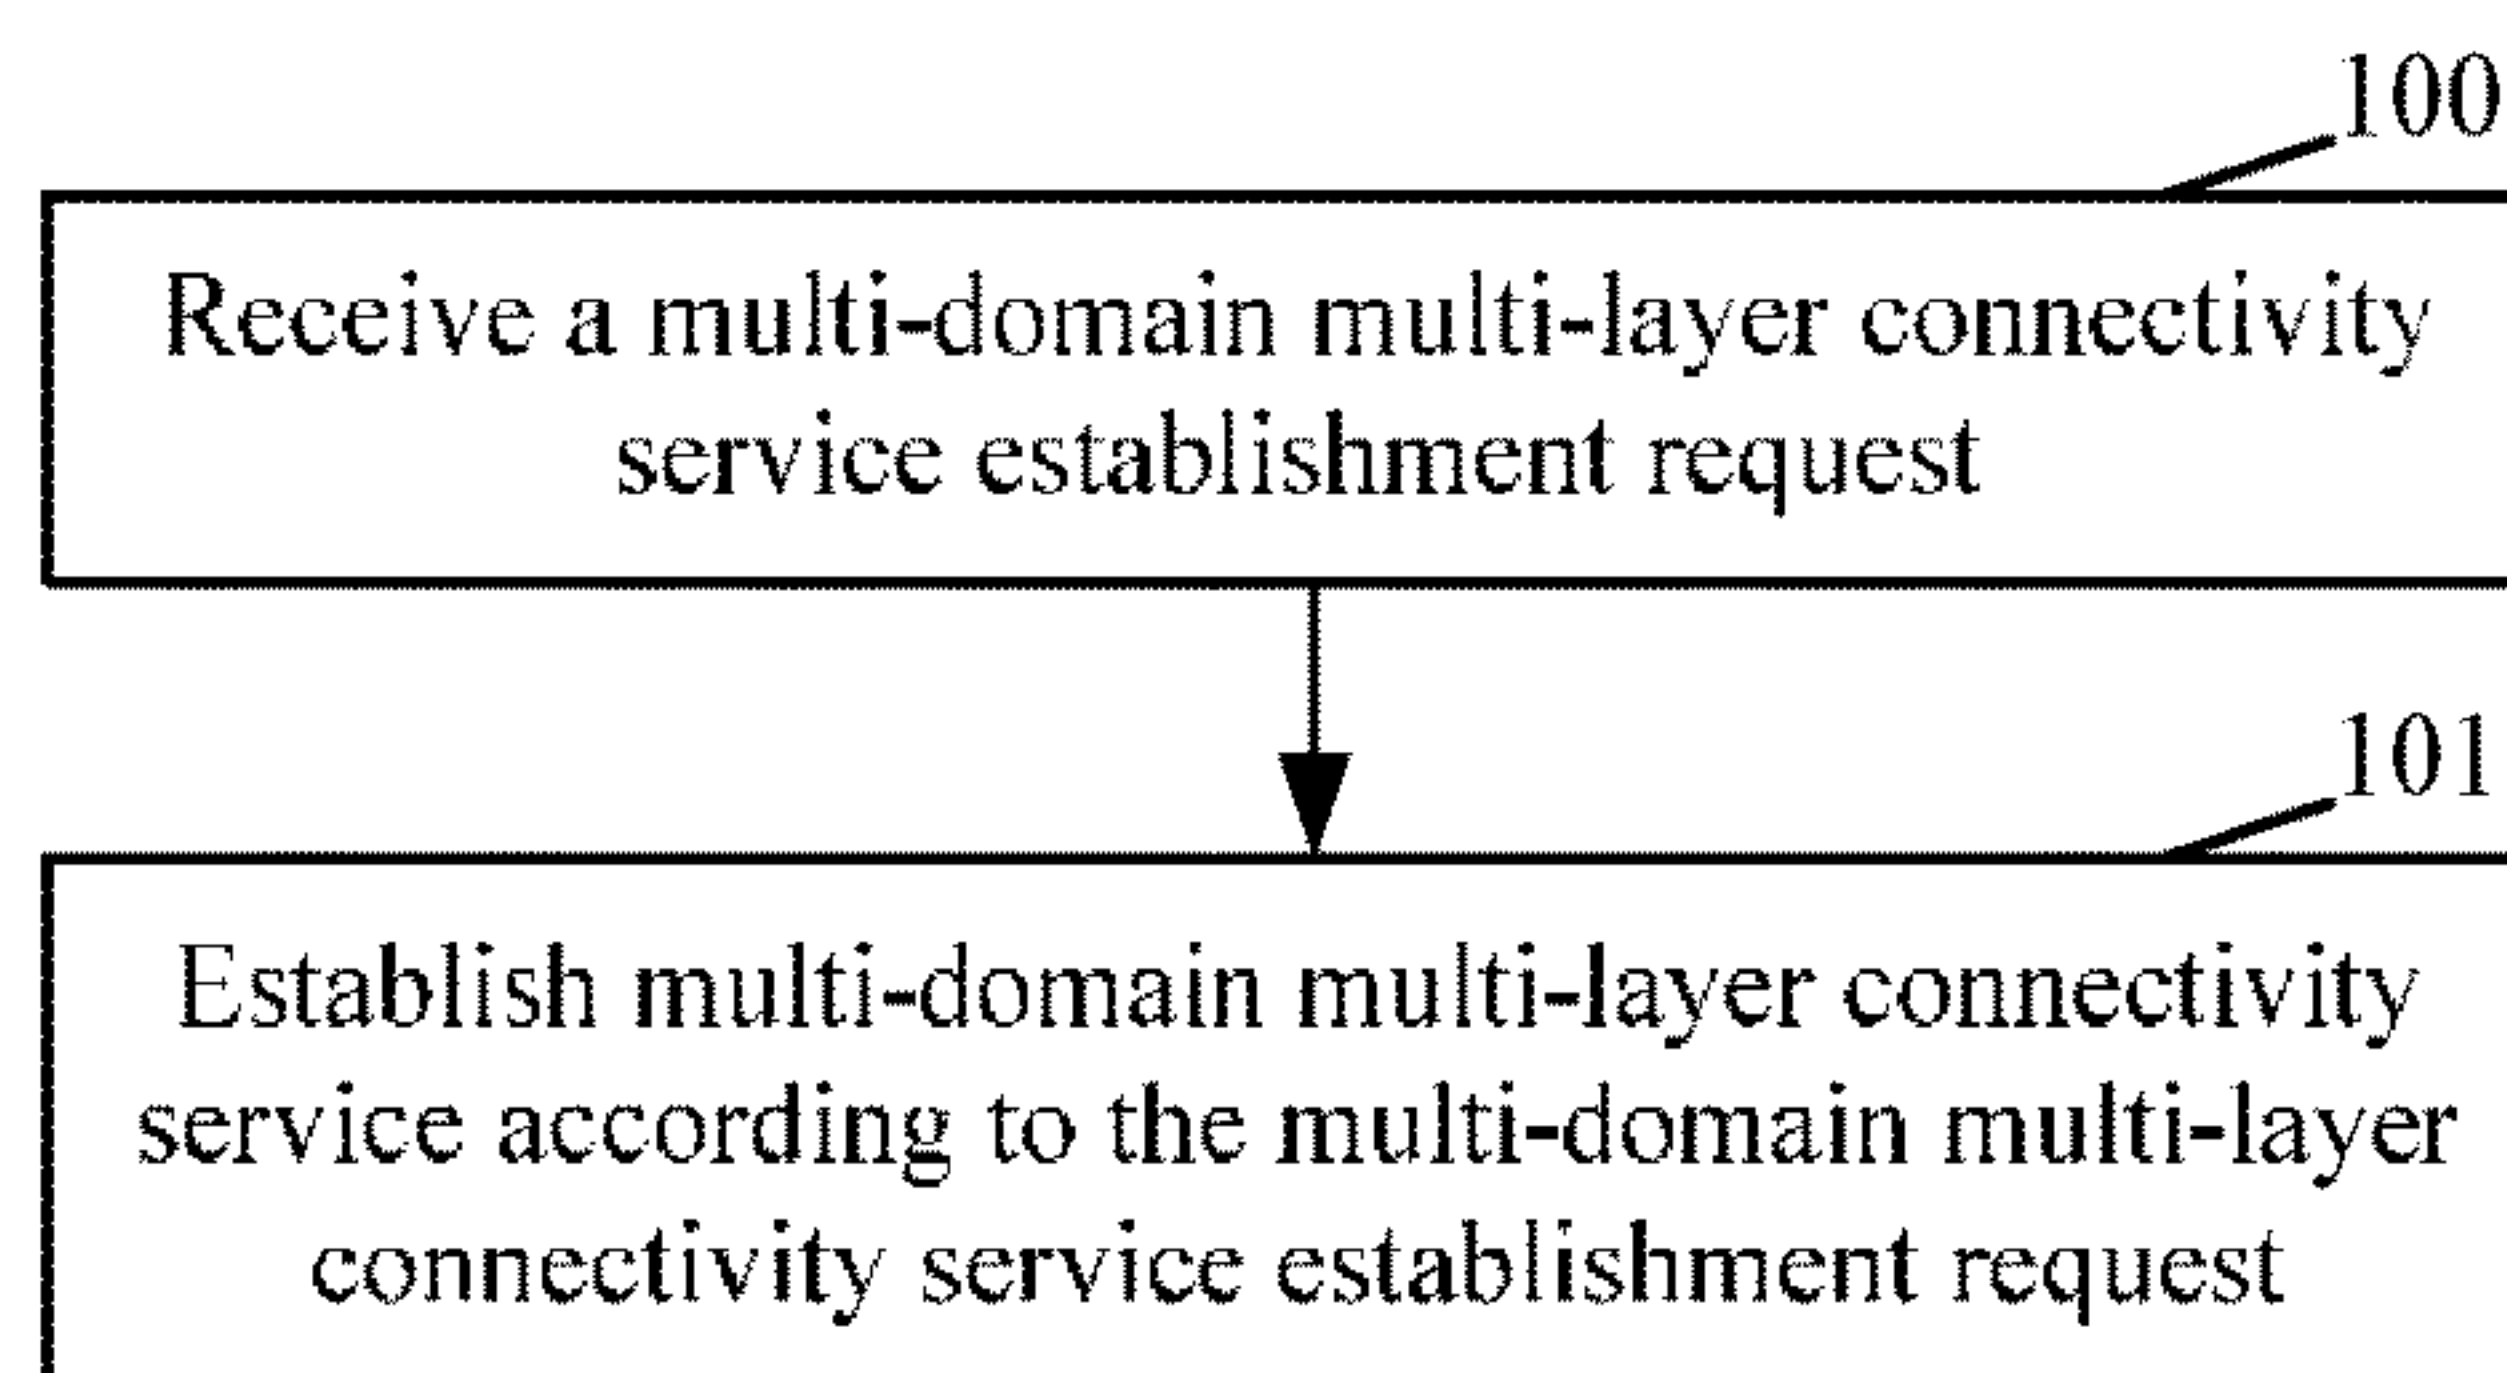 100
Receive a multi-domain multi-layer connectivity
service establishment request
101
Establish multi-domain multi-layer connectivity
service according to the multi-domain multi-layer
connectivity service establishment request